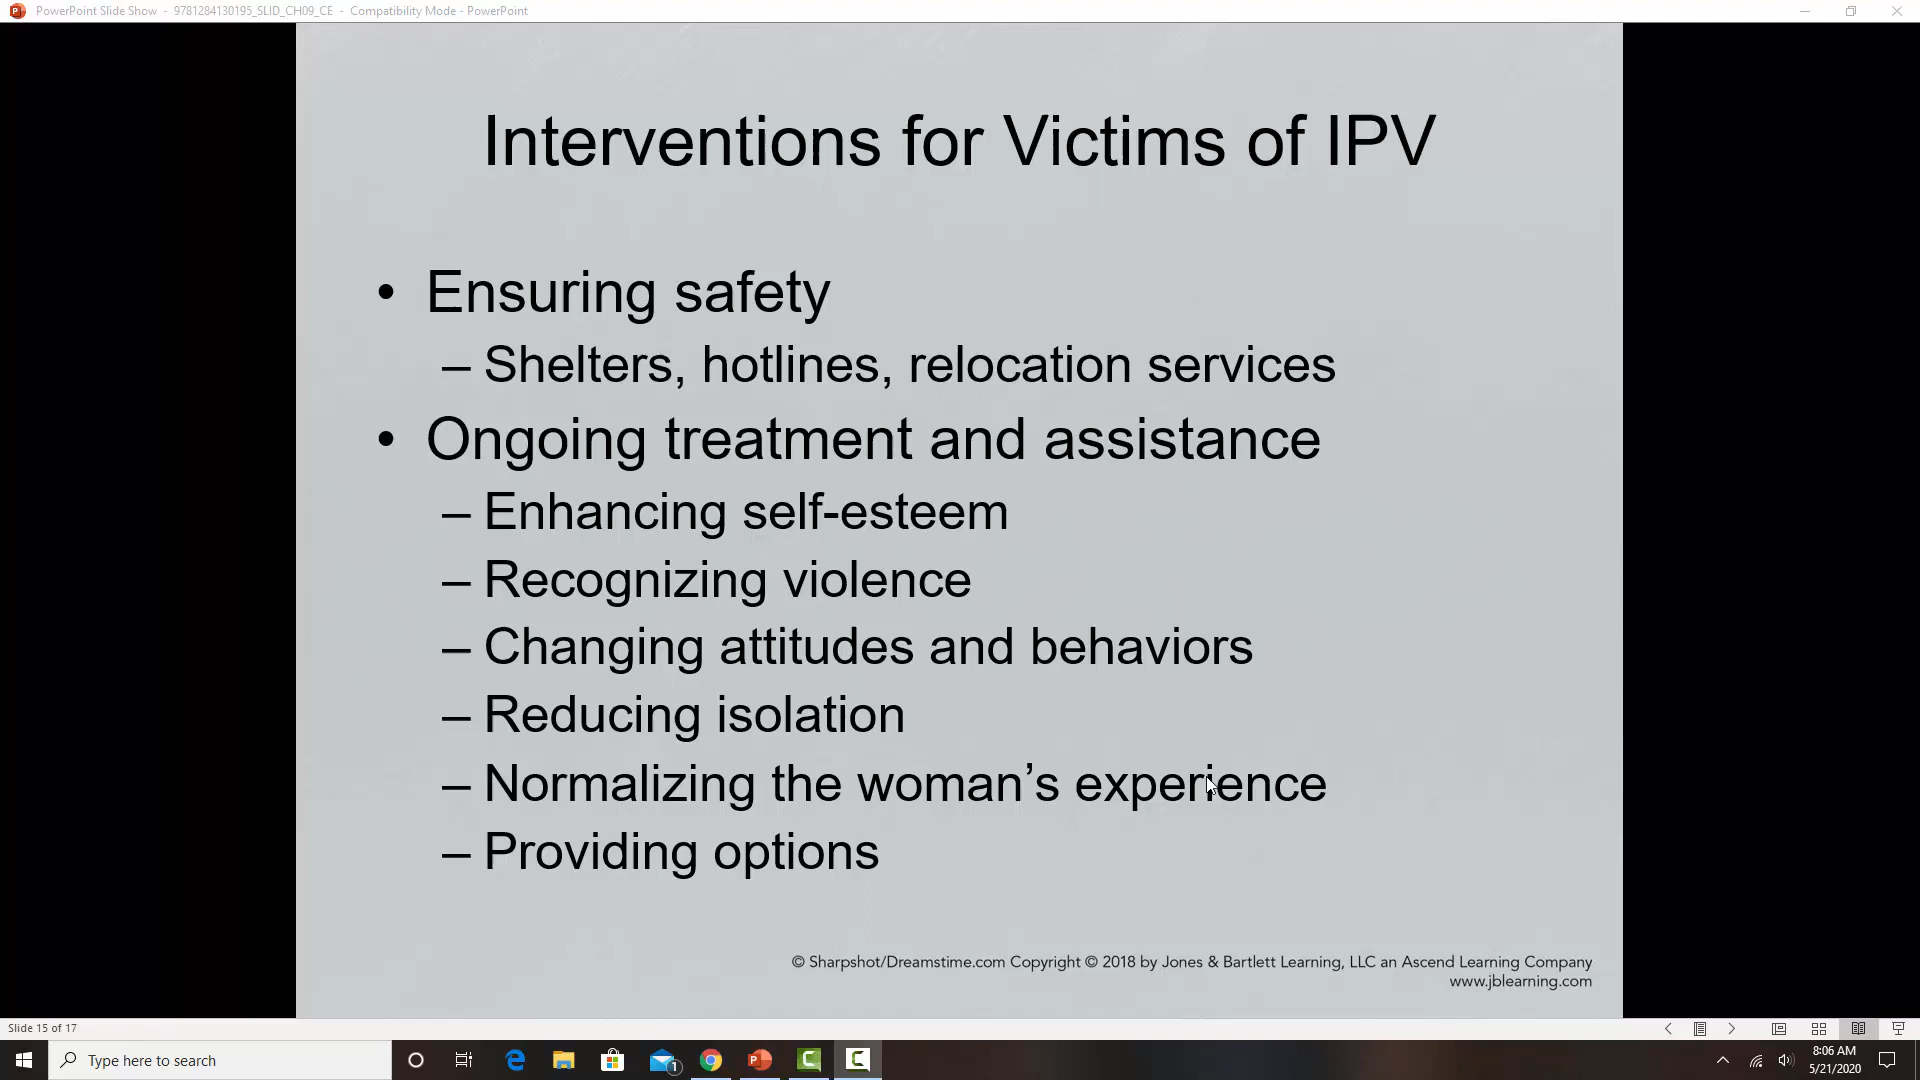 PowerPoint Slide Show - 9781284130195_SLID_CH09_CE - Compatibility Mode - PowerPoint
Interventions for Victims of IPV
• Ensuring safety
– Shelters, hotlines, relocation services
• Ongoing treatment and assistance
– Enhancing self-esteem
– Recognizing violence
– Changing attitudes and behaviors
– Reducing isolation
– Normalizing the woman’s experience
– Providing options
© Sharpshot/Dreamstime.com Copyright © 2018 by Jones & Bartlett Learning, LLC an Ascend Learning Company
www.jblearning.com
Slide 15 of 17
Type here to search
1
8:06 AM
5/21/2020